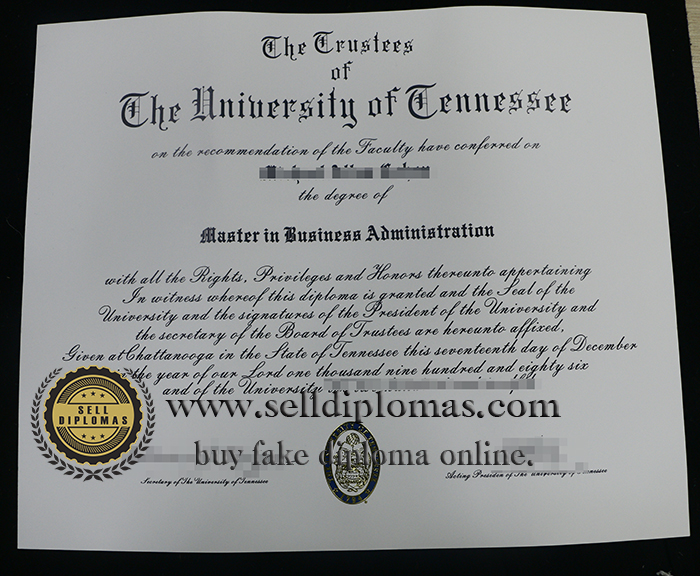 The Trustees
of
The University of Tennessee
on the recommendation of the Faculty have conferred on
the degree of
Master in Business Administration
with all the Rights, Privileges and Honors thereunto appertaining
In witness whereof this diploma is granted and the Seal of the
University and the signatures of the President of the University and
the secretary of the Board of Trustees are hereunto affixed,
Given at Chattanooga in the State of Tennessee this seventeenth day of December
the year of our Lord one thousand nine hundred and eighty six
and of the University
SELL
DIPLOMAS
www.selldiplomas.com
buy fake diploma online.
Secretary of The University of Tennessee
Acting Presiden of The University of Tennessee